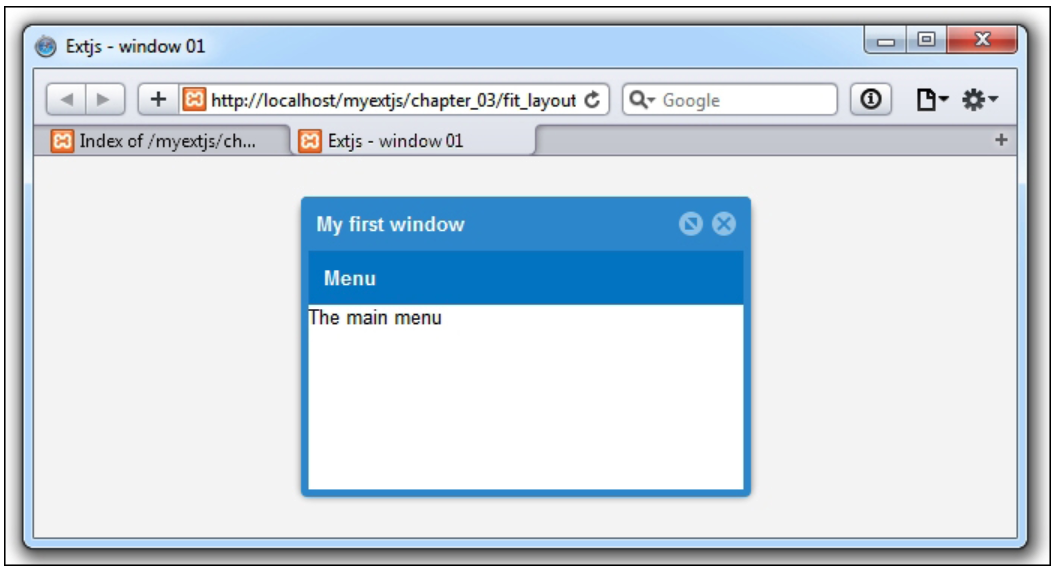 Extjs - window 01
http://localhost/myextjs/chapter_03/fit_layout
Google
Index of /myextjs/ch...
Extjs - window 01
My first window
Menu
The main menu